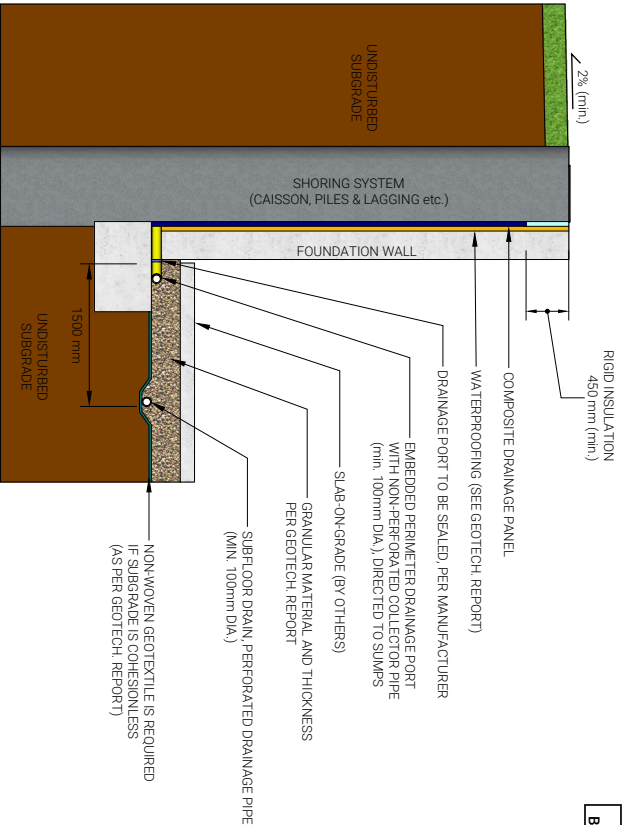 2% (min.)
UNDISTURBED
SUBGRADE
SHORING SYSTEM
(CAISSON, PILES & LAGGING etc.)
FOUNDATION WALL
RIGID INSULATION
450 mm (min.)
COMPOSITE DRAINAGE PANEL
WATERPROOFING (SEE GEOTECH. REPORT)
DRAINAGE PORT TO BE SEALED, PER MANUFACTURER
EMBEDDED PERIMETER DRAINAGE PORT
WITH NON-PERFORATED COLLECTOR PIPE
(min. 100mm DIA.), DIRECTED TO SUMPS
SLAB-ON-GRADE (BY OTHERS)
GRANULAR MATERIAL AND THICKNESS
PER GEOTECH. REPORT
SUBFLOOR DRAIN, PERFORATED DRAINAGE PIPE
(MIN. 100mm DIA.)
NON-WOVEN GEOTEXTILE IS REQUIRED
IF SUBGRADE IS COHESIONLESS
(AS PER GEOTECH. REPORT)
1500 mm
UNDISTURBED
SUBGRADE
B